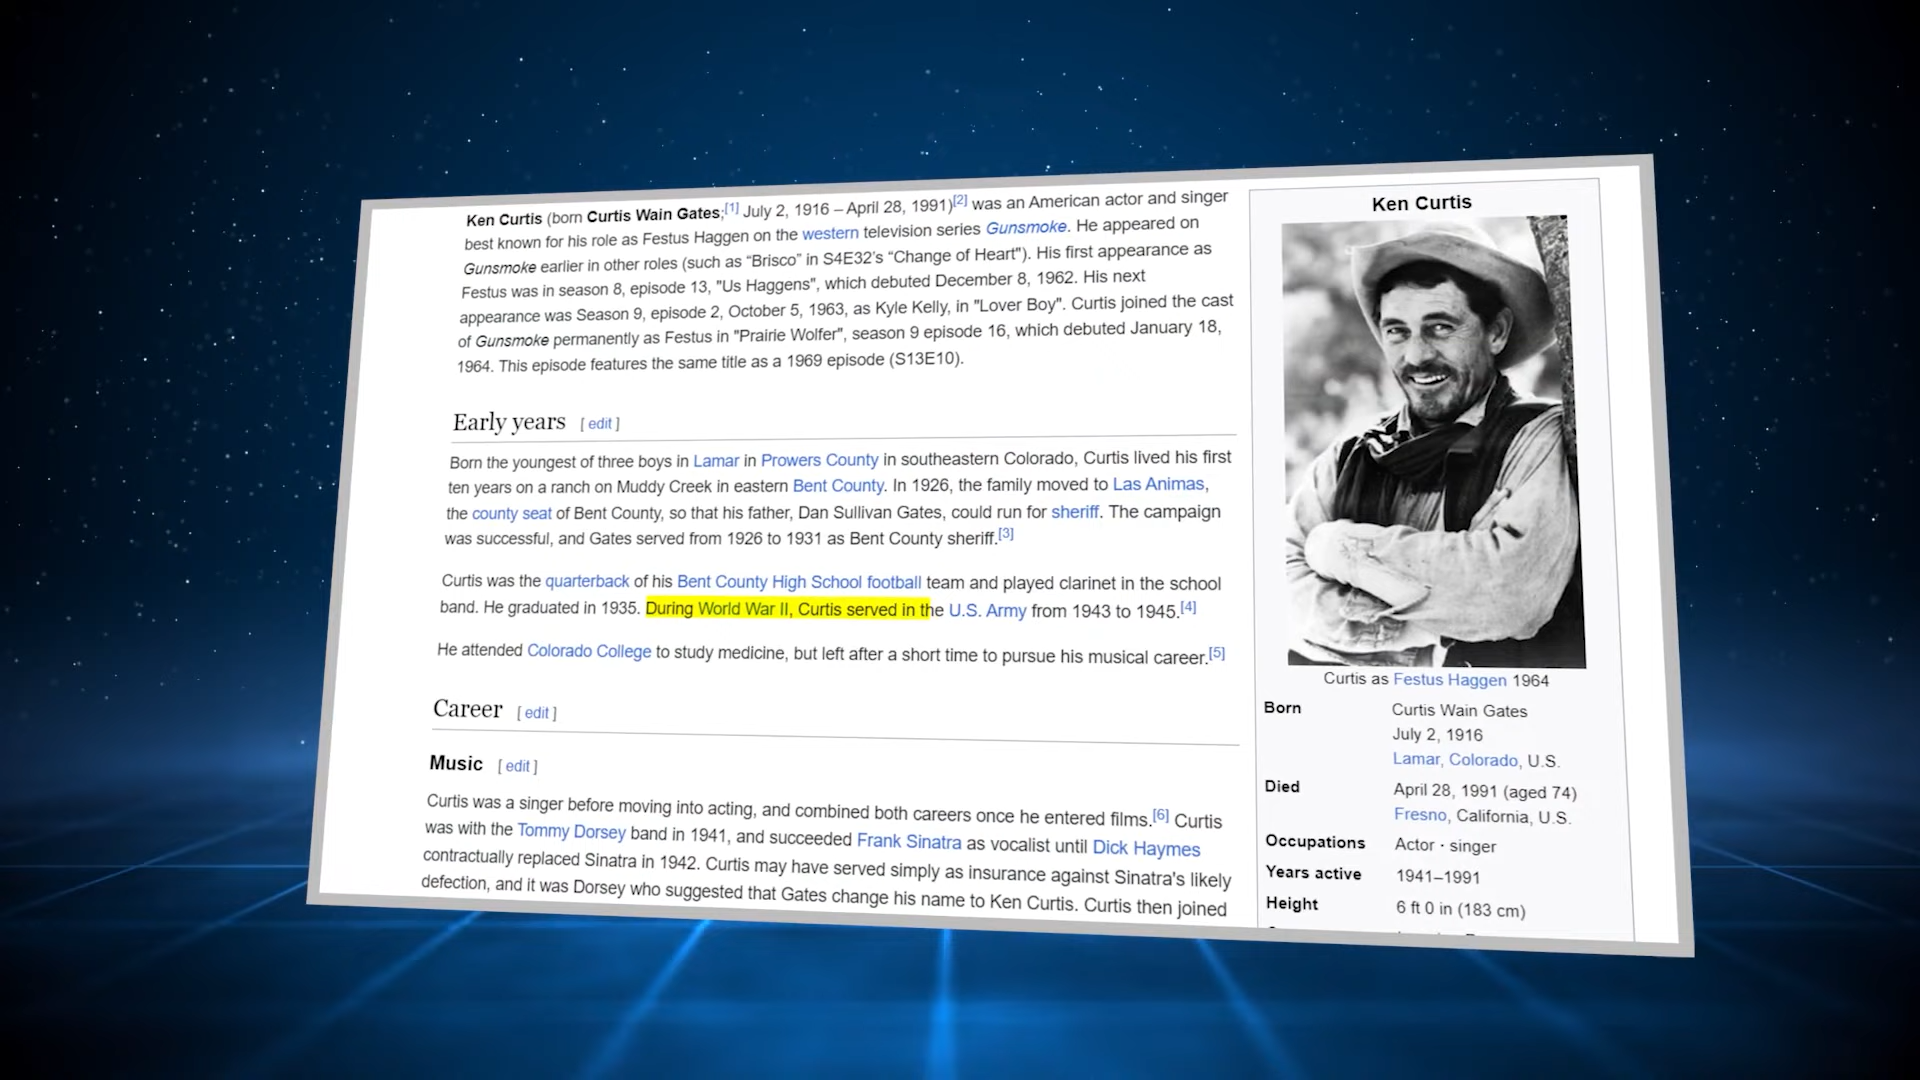 Ken Curtis (born Curtis Wain Gates;[1] July 2, 1916 – April 28, 1991)[2] was an American actor and singer
best known for his role as Festus Haggen on the western television series Gunsmoke. He appeared on
Gunsmoke earlier in other roles (such as “Brisco” in S4E32’s “Change of Heart"). His first appearance as
Festus was in season 8, episode 13, "Us Haggens", which debuted December 8, 1962. His next
appearance was Season 9, episode 2, October 5, 1963, as Kyle Kelly, in "Lover Boy". Curtis joined the cast
of Gunsmoke permanently as Festus in "Prairie Wolfer", season 9 episode 16, which debuted January 18,
1964. This episode features the same title as a 1969 episode (S13E10).
Early years [ edit ]
Born the youngest of three boys in Lamar in Prowers County in southeastern Colorado, Curtis lived his first
ten years on a ranch on Muddy Creek in eastern Bent County. In 1926, the family moved to Las Animas,
the county seat of Bent County, so that his father, Dan Sullivan Gates, could run for sheriff. The campaign
was successful, and Gates served from 1926 to 1931 as Bent County sheriff.[3]
Curtis was the quarterback of his Bent County High School football team and played clarinet in the school
band. He graduated in 1935. During World War II, Curtis served in the U.S. Army from 1943 to 1945.[4]
He attended Colorado College to study medicine, but left after a short time to pursue his musical career.[5]
Career [ edit ]
Music [ edit ]
Curtis was a singer before moving into acting, and combined both careers once he entered films.[6] Curtis
was with the Tommy Dorsey band in 1941, and succeeded Frank Sinatra as vocalist until Dick Haymes
contractually replaced Sinatra in 1942. Curtis may have served simply as insurance against Sinatra's likely
defection, and it was Dorsey who suggested that Gates change his name to Ken Curtis. Curtis then joined
Ken Curtis
Curtis as Festus Haggen 1964
Born Curtis Wain Gates
July 2, 1916
Lamar, Colorado, U.S.
Died April 28, 1991 (aged 74)
Fresno, California, U.S.
Occupations Actor · singer
Years active 1941–1991
Height 6 ft 0 in (183 cm)